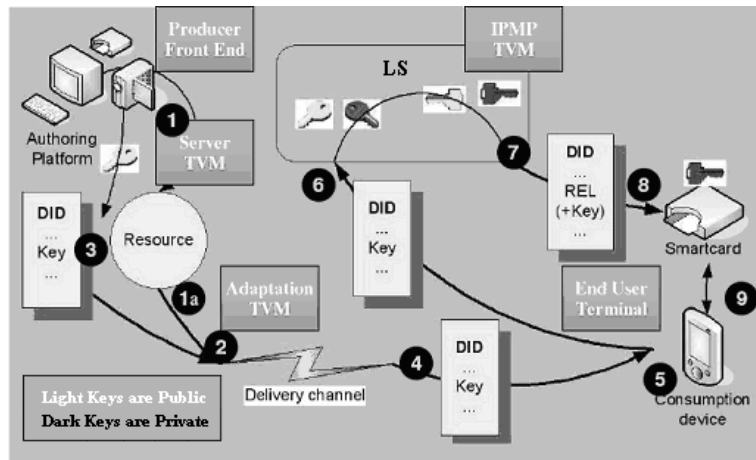 Producer
Front End
IPMP
TVM
LS
1
Authoring
Platform
Server
TVM
6
7
DID
...
REL
(+Key)
...
8
Smartcard
DID
...
Key
...
3
Resource
DID
...
Key
...
1a
Adaptation
TVM
End User
Terminal
9
2
4
DID
...
Key
...
5
Delivery channel
Consumption
device
Light Keys are Public
Dark Keys are Private